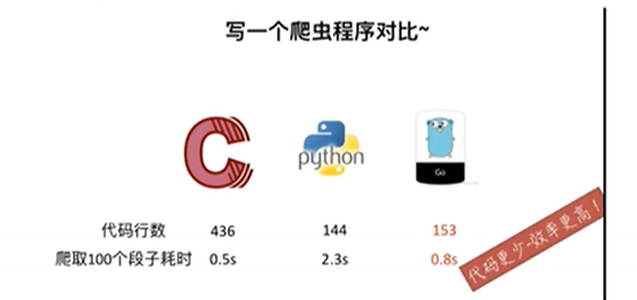 写一个爬虫程序对比~
python
Go
代码行数 436 144 153
爬取100个段子耗时 0.5s 2.3s 0.8s
代码更少-效率更高！